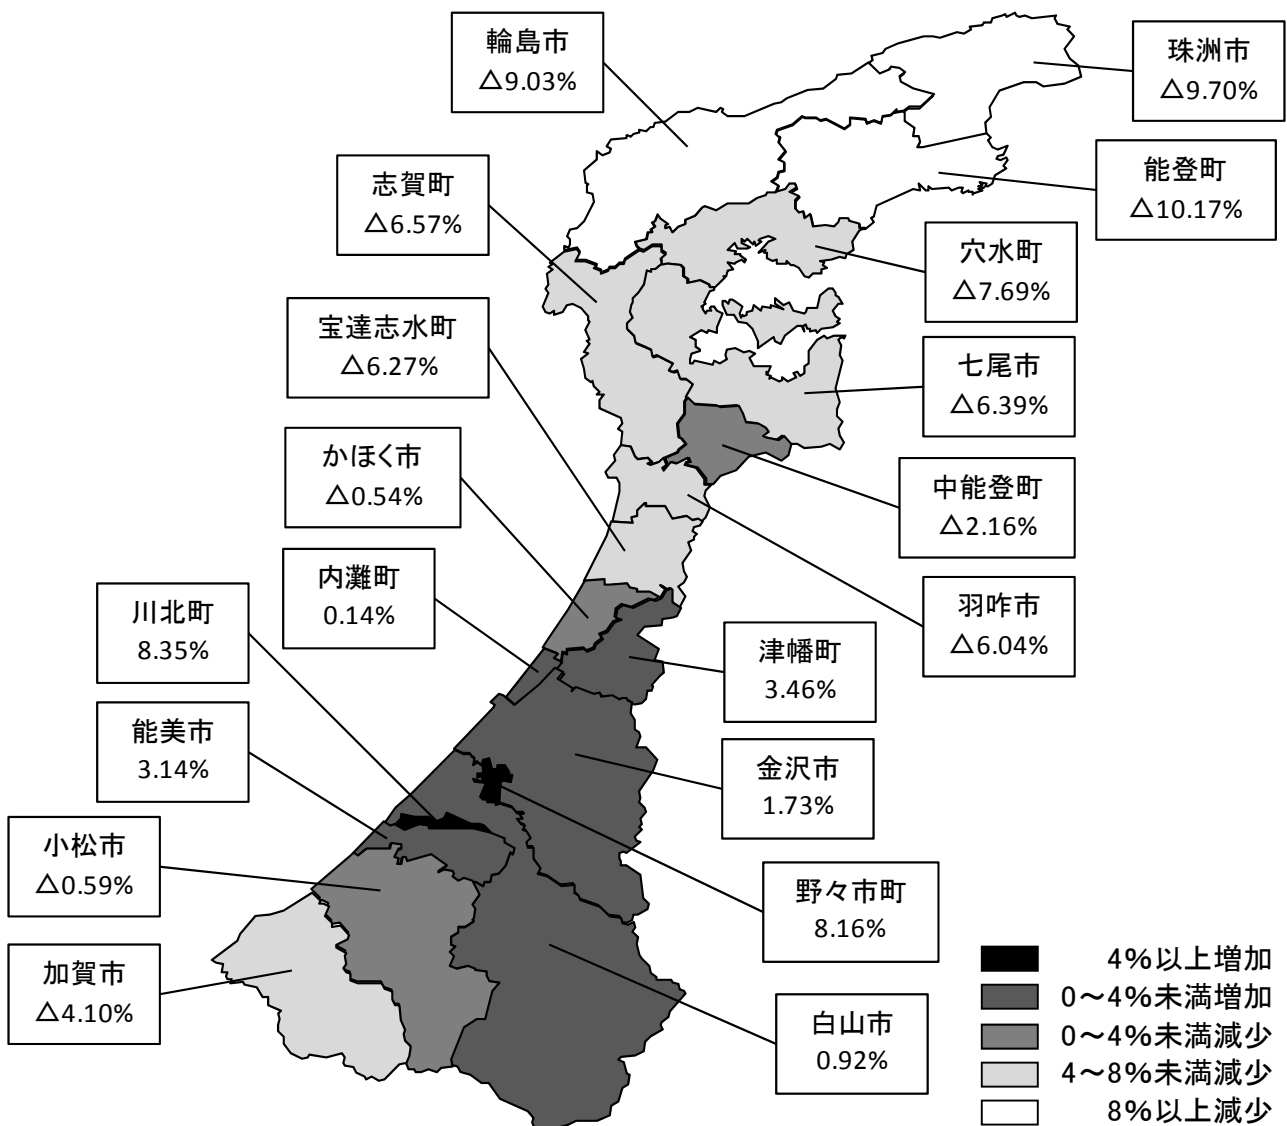 輪島市
△9.03%
珠洲市
△9.70%
志賀町
△6.57%
能登町
△10.17%
穴水町
△7.69%
宝達志水町
△6.27%
七尾市
△6.39%
かほく市
△0.54%
中能登町
△2.16%
内灘町
0.14%
川北町
8.35%
羽咋市
△6.04%
津幡町
3.46%
能美市
3.14%
金沢市
1.73%
小松市
△0.59%
野々市町
8.16%
加賀市
△4.10%
白山市
0.92%
4%以上増加
0～4%未満増加
0～4%未満減少
4～8%未満減少
8%以上減少